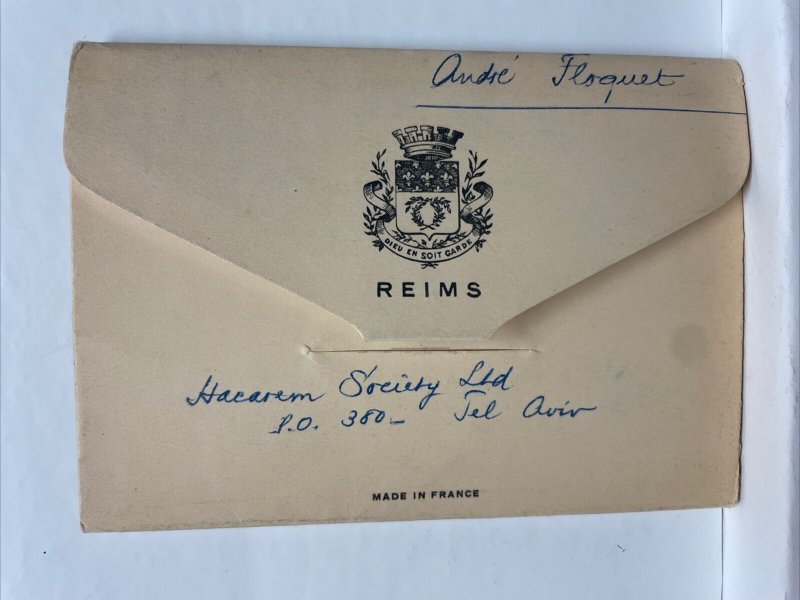 André Floquet
DIEU EN SOIT GARDE
REIMS
Hacarem Society Ltd
P.O. 380- Tel Aviv
MADE IN FRANCE